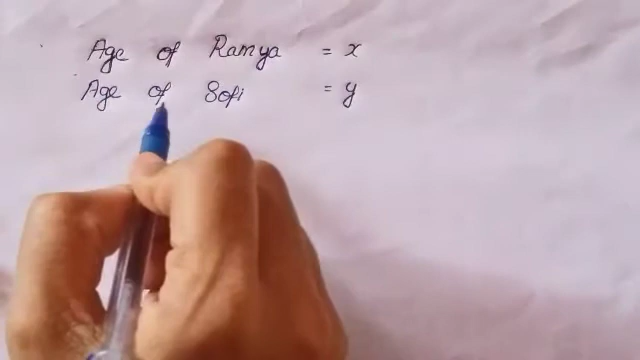 Age of Ramya = x
Age of Sofi = y